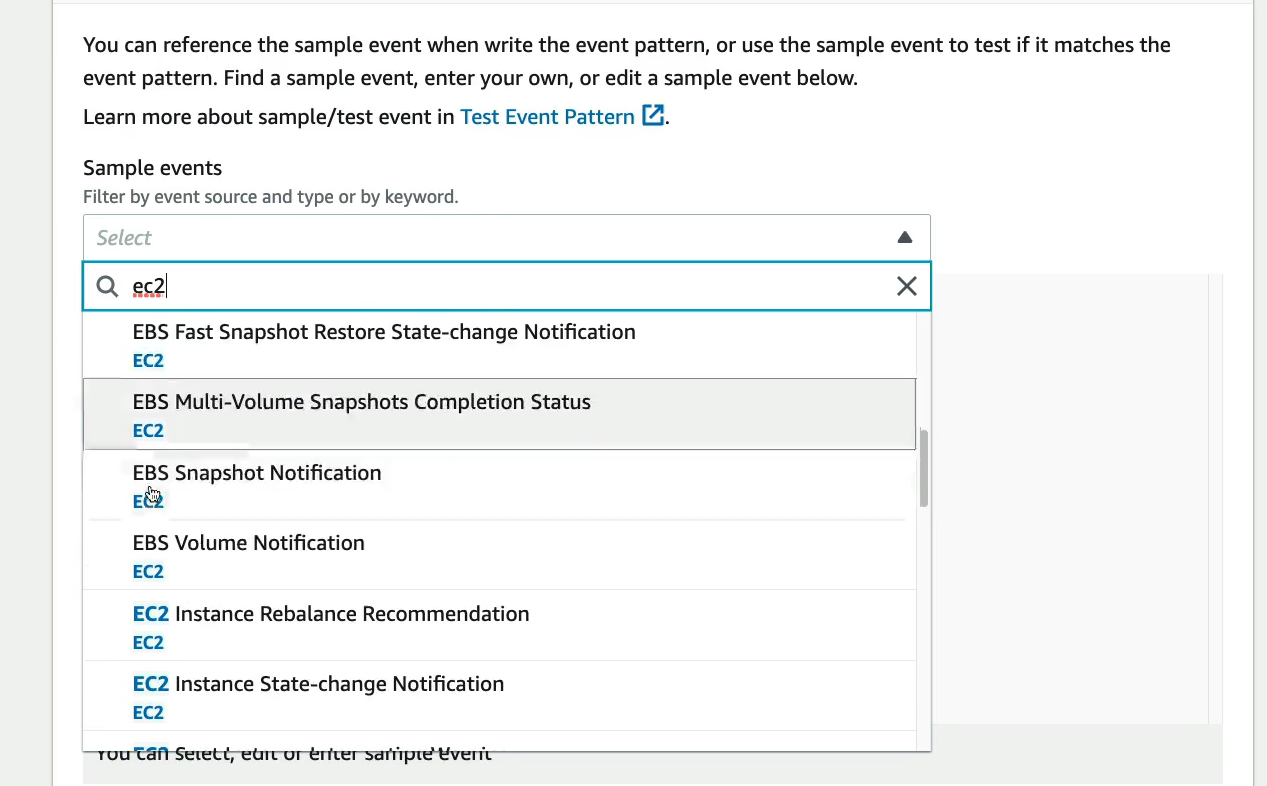 You can reference the sample event when write the event pattern, or use the sample event to test if it matches the
event pattern. Find a sample event, enter your own, or edit a sample event below.
Learn more about sample/test event in Test Event Pattern.
Sample events
Filter by event source and type or by keyword.
Select
ec2
EBS Fast Snapshot Restore State-change Notification
EC2
EBS Multi-Volume Snapshots Completion Status
EC2
EBS Snapshot Notification
EC2
EBS Volume Notification
EC2
EC2 Instance Rebalance Recommendation
EC2
EC2 Instance State-change Notification
EC2
EC2
You can select, edit or enter sample event